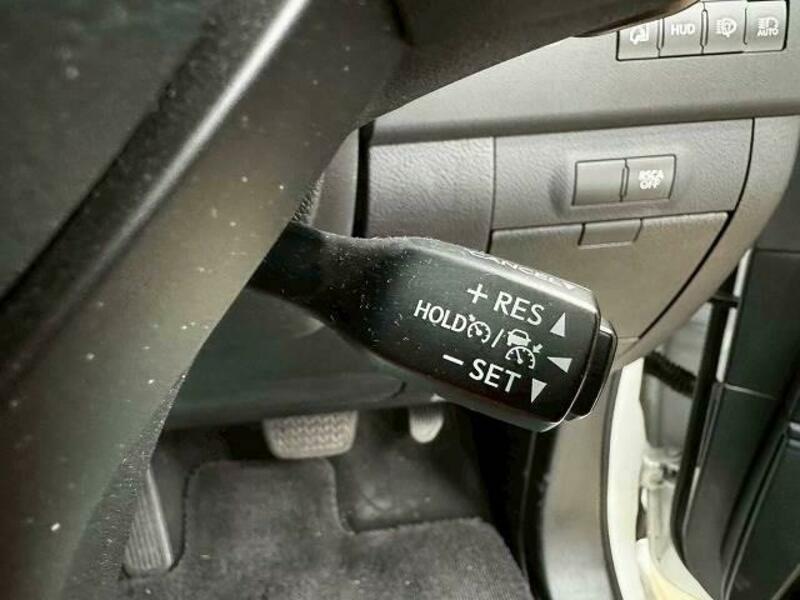 HUD
AUTO
RSCA
OFF
CANCEL
+ RES
HOLD /
− SET